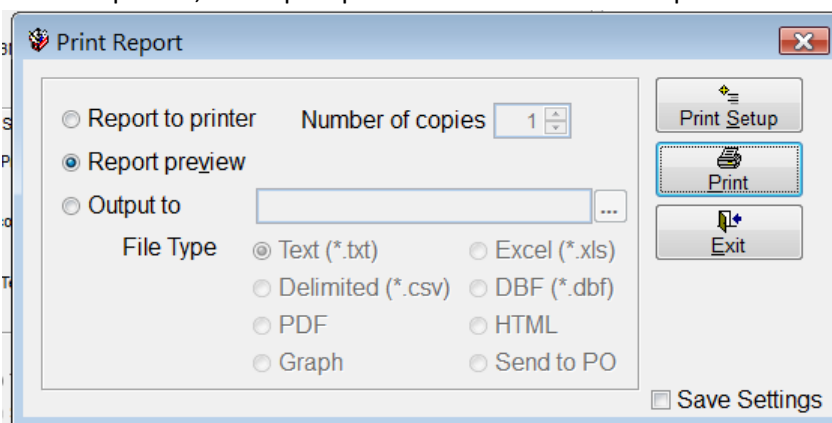 Print Report
Report to printer Number of copies 1
Report preview
Output to ...
File Type Text (*.txt) Excel (*.xls)
Delimited (*.csv) DBF (*.dbf)
PDF HTML
Graph Send to PO
Print Setup
Print
Exit
Save Settings